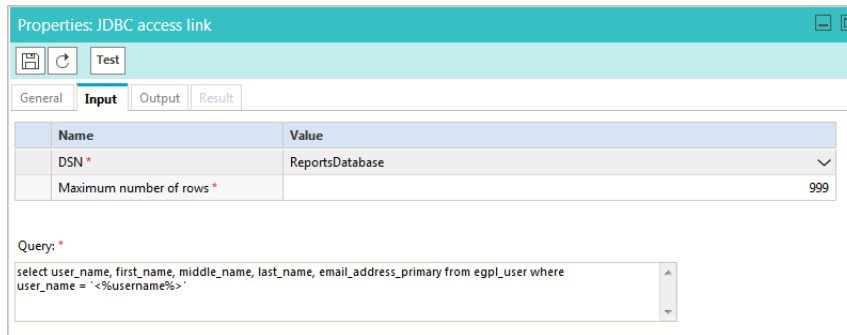 Properties: JDBC access link
Test
General Input Output Result
Name Value
DSN * ReportsDatabase
Maximum number of rows * 999
Query: *
select user_name, first_name, middle_name, last_name, email_address_primary from egpl_user where
user_name = '<%username%>'